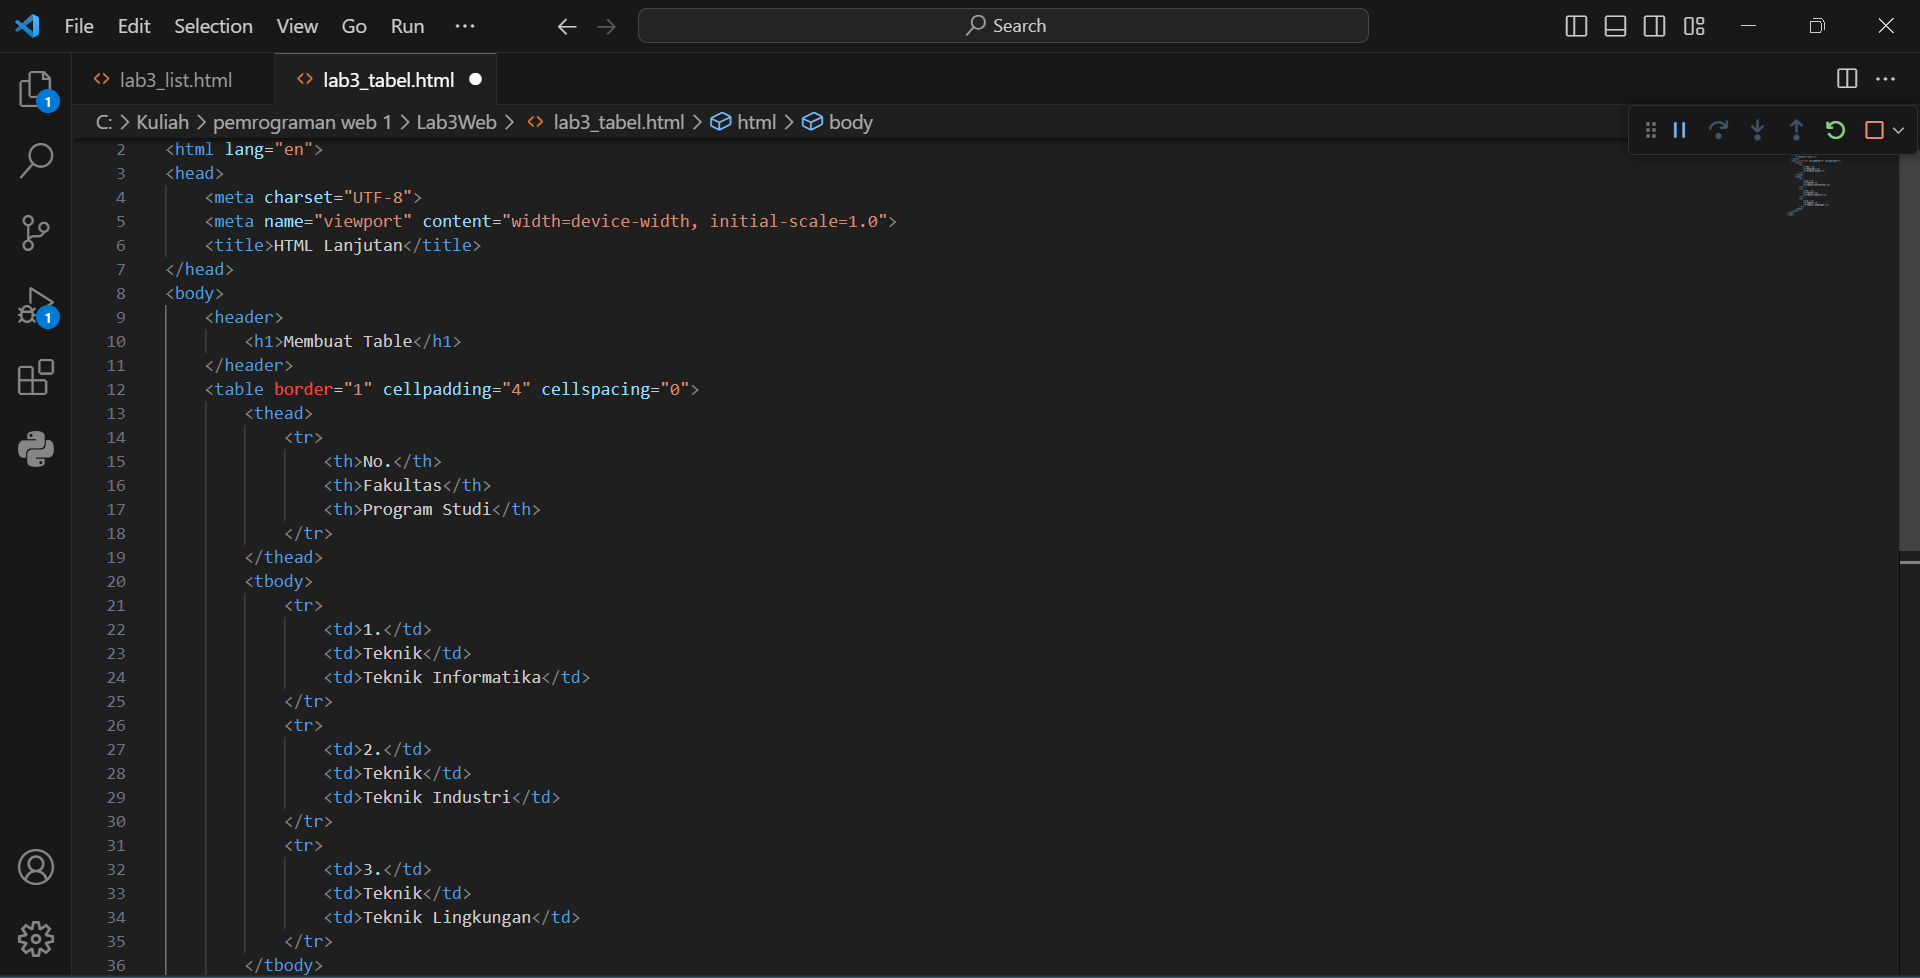 File Edit Selection View Go Run ··· Search
lab3_list.html lab3_tabel.html
C: > Kuliah > pemrograman web 1 > Lab3Web > lab3_tabel.html > html > body
1
1
2 <html lang="en">
3 <head>
4 <meta charset="UTF-8">
5 <meta name="viewport" content="width=device-width, initial-scale=1.0">
6 <title>HTML Lanjutan</title>
7 </head>
8 <body>
9 <header>
10 <h1>Membuat Table</h1>
11 </header>
12 <table border="1" cellpadding="4" cellspacing="0">
13 <thead>
14 <tr>
15 <th>No.</th>
16 <th>Fakultas</th>
17 <th>Program Studi</th>
18 </tr>
19 </thead>
20 <tbody>
21 <tr>
22 <td>1.</td>
23 <td>Teknik</td>
24 <td>Teknik Informatika</td>
25 </tr>
26 <tr>
27 <td>2.</td>
28 <td>Teknik</td>
29 <td>Teknik Industri</td>
30 </tr>
31 <tr>
32 <td>3.</td>
33 <td>Teknik</td>
34 <td>Teknik Lingkungan</td>
35 </tr>
36 </tbody>